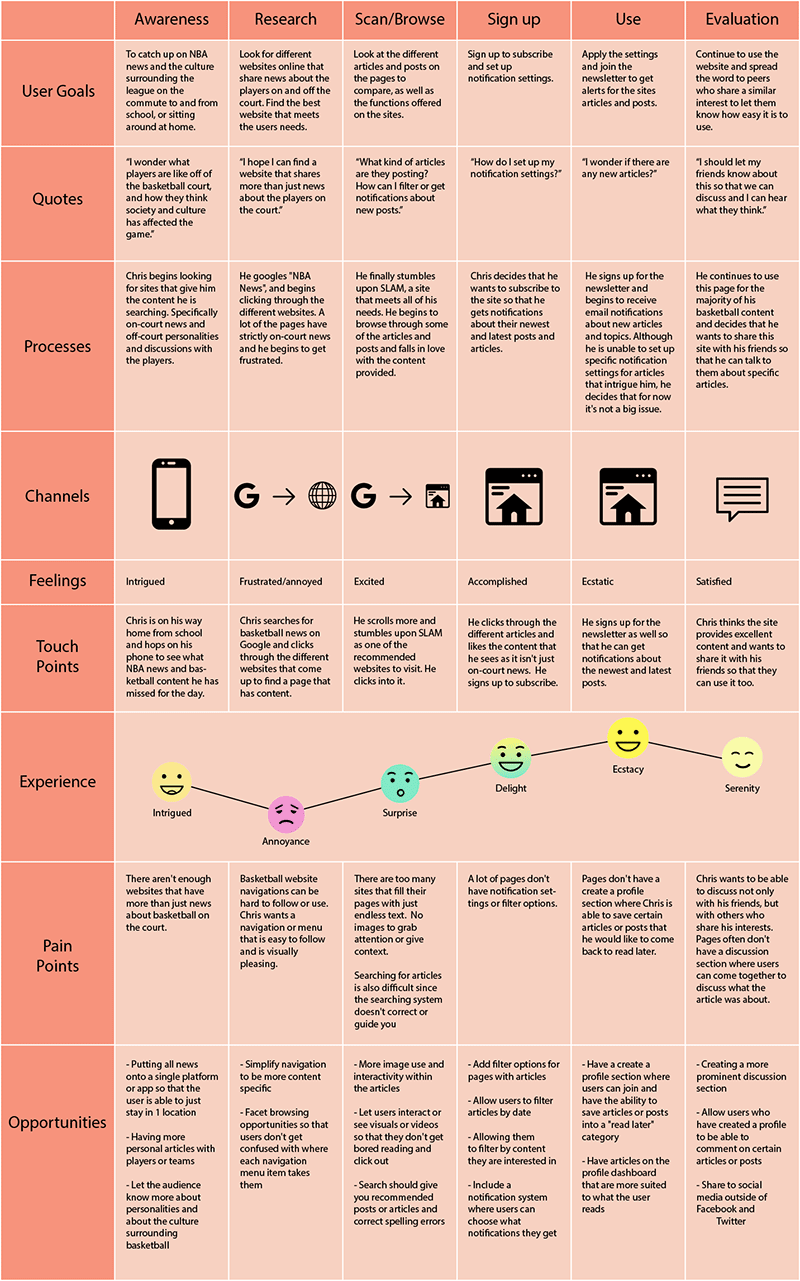 Awareness
Research
Scan/Browse
Sign up
Use
Evaluation
User Goals
To catch up on NBA
news and the culture
surrounding the
league on the
commute to and from
school, or sitting
around at home.
Look for different
websites online that
share news about the
players on and off the
court. Find the best
website that meets
the users needs.
Look at the different
articles and posts on
the pages to
compare, as well as
the functions offered
on the sites.
Sign up to subscribe
and set up
notification settings.
Apply the settings
and join the
newsletter to get
alerts for the sites
articles and posts.
Continue to use the
website and spread
the word to peers
who share a similar
interest to let them
know how easy it is to
use.
Quotes
“I wonder what
players are like off of
the basketball court,
and how they think
society and culture
has affected the
game.”
“I hope I can find a
website that shares
more than just news
about the players on
the court.”
“What kind of articles
are they posting?
How can I filter or get
notifications about
new posts.”
“How do I set up my
notification settings?”
“I wonder if there are
any new articles?”
“I should let my
friends know about
this so that we can
discuss and I can hear
what they think.”
Processes
Chris begins looking
for sites that give him
the content he is
searching. Specifically
on-court news and
off-court personalities
and discussions with
the players.
He googles "NBA
News", and begins
clicking through the
different websites. A
lot of the pages have
strictly on-court news
and he begins to get
frustrated.
He finally stumbles
upon SLAM, a site
that meets all of his
needs. He begins to
browse through some
of the articles and
posts and falls in love
with the content
provided.
Chris decides that he
wants to subscribe to
the site so that he
gets notifications
about their newest
and latest posts and
articles.
He signs up for the
newsletter and
begins to receive
email notifications
about new articles
and topics. Although
he is unable to set up
specific notification
settings for articles
that intrigue him, he
decides that for now
it's not a big issue.
He continues to use
this page for the
majority of his
basketball content
and decides that he
wants to share this
site with his friends so
that he can talk to
them about specific
articles.
Channels
G
G
Feelings
Intrigued
Frustrated/annoyed
Excited
Accomplished
Ecstatic
Satisfied
Touch
Points
Chris is on his way
home from school
and hops on his
phone to see what
NBA news and bas-
ketball content he has
missed for the day.
Chris searches for
basketball news on
Google and clicks
through the different
websites that come
up to find a page that
has content.
He scrolls more and
stumbles upon SLAM
as one of the
recommended
websites to visit. He
clicks into it.
He clicks through the
different articles and
likes the content that
he sees as it isn't just
on-court news. He
signs up to subscribe.
He signs up for the
newsletter as well so
that he can get
notifications about
the newest and latest
posts.
Chris thinks the site
provides excellent
content and wants to
share it with his
friends so that they
can use it too.
Experience
Intrigued
Annoyance
Surprise
Delight
Ecstacy
Serenity
Pain
Points
There aren't enough
websites that have
more than just news
about basketball on
the court.
Basketball website
navigations can be
hard to follow or use.
Chris wants a
navigation or menu
that is easy to follow
and is visually
pleasing.
There are too many
sites that fill their
pages with just
endless text. No
images to grab
attention or give
context.
Searching for articles
is also difficult since
the searching system
doesn't correct or
guide you
A lot of pages don't
have notification set-
tings or filter options.
Pages don't have a
create a profile
section where Chris is
able to save certain
articles or posts that
he would like to come
back to read later.
Chris wants to be able
to discuss not only
with his friends, but
with others who
share his interests.
Pages often don't
have a discussion
section where users
can come together to
discuss what the
article was about.
Opportunities
- Putting all news
onto a single platform
or app so that the
user is able to just
stay in 1 location
- Having more
personal articles with
players or teams
- Let the audience
know more about
personalities and
about the culture
surrounding
basketball
- Simplify navigation
to be more content
specific
- Facet browsing
opportunities so that
users don't get
confused with where
each navigation
menu item takes
them
- More image use and
interactivity within
the articles
- Let users interact or
see visuals or videos
so that they don't get
bored reading and
click out
- Search should give
you recommended
posts or articles and
correct spelling errors
- Add filter options for
pages with articles
- Allow users to filter
articles by date
- Allowing them
to filter by content
they are interested in
- Include a
notification system
where users can
choose what
notifications they get
- Have a create a
profile section where
users can join and
have the ability to
save articles or posts
into a "read later"
category
- Have articles on the
profile dashboard
that are more suited
to what the user
reads
- Creating a more
prominent discussion
section
- Allow users who
have created a profile
to be able to
comment on certain
articles or posts
- Share to social
media outside of
Facebook and
Twitter